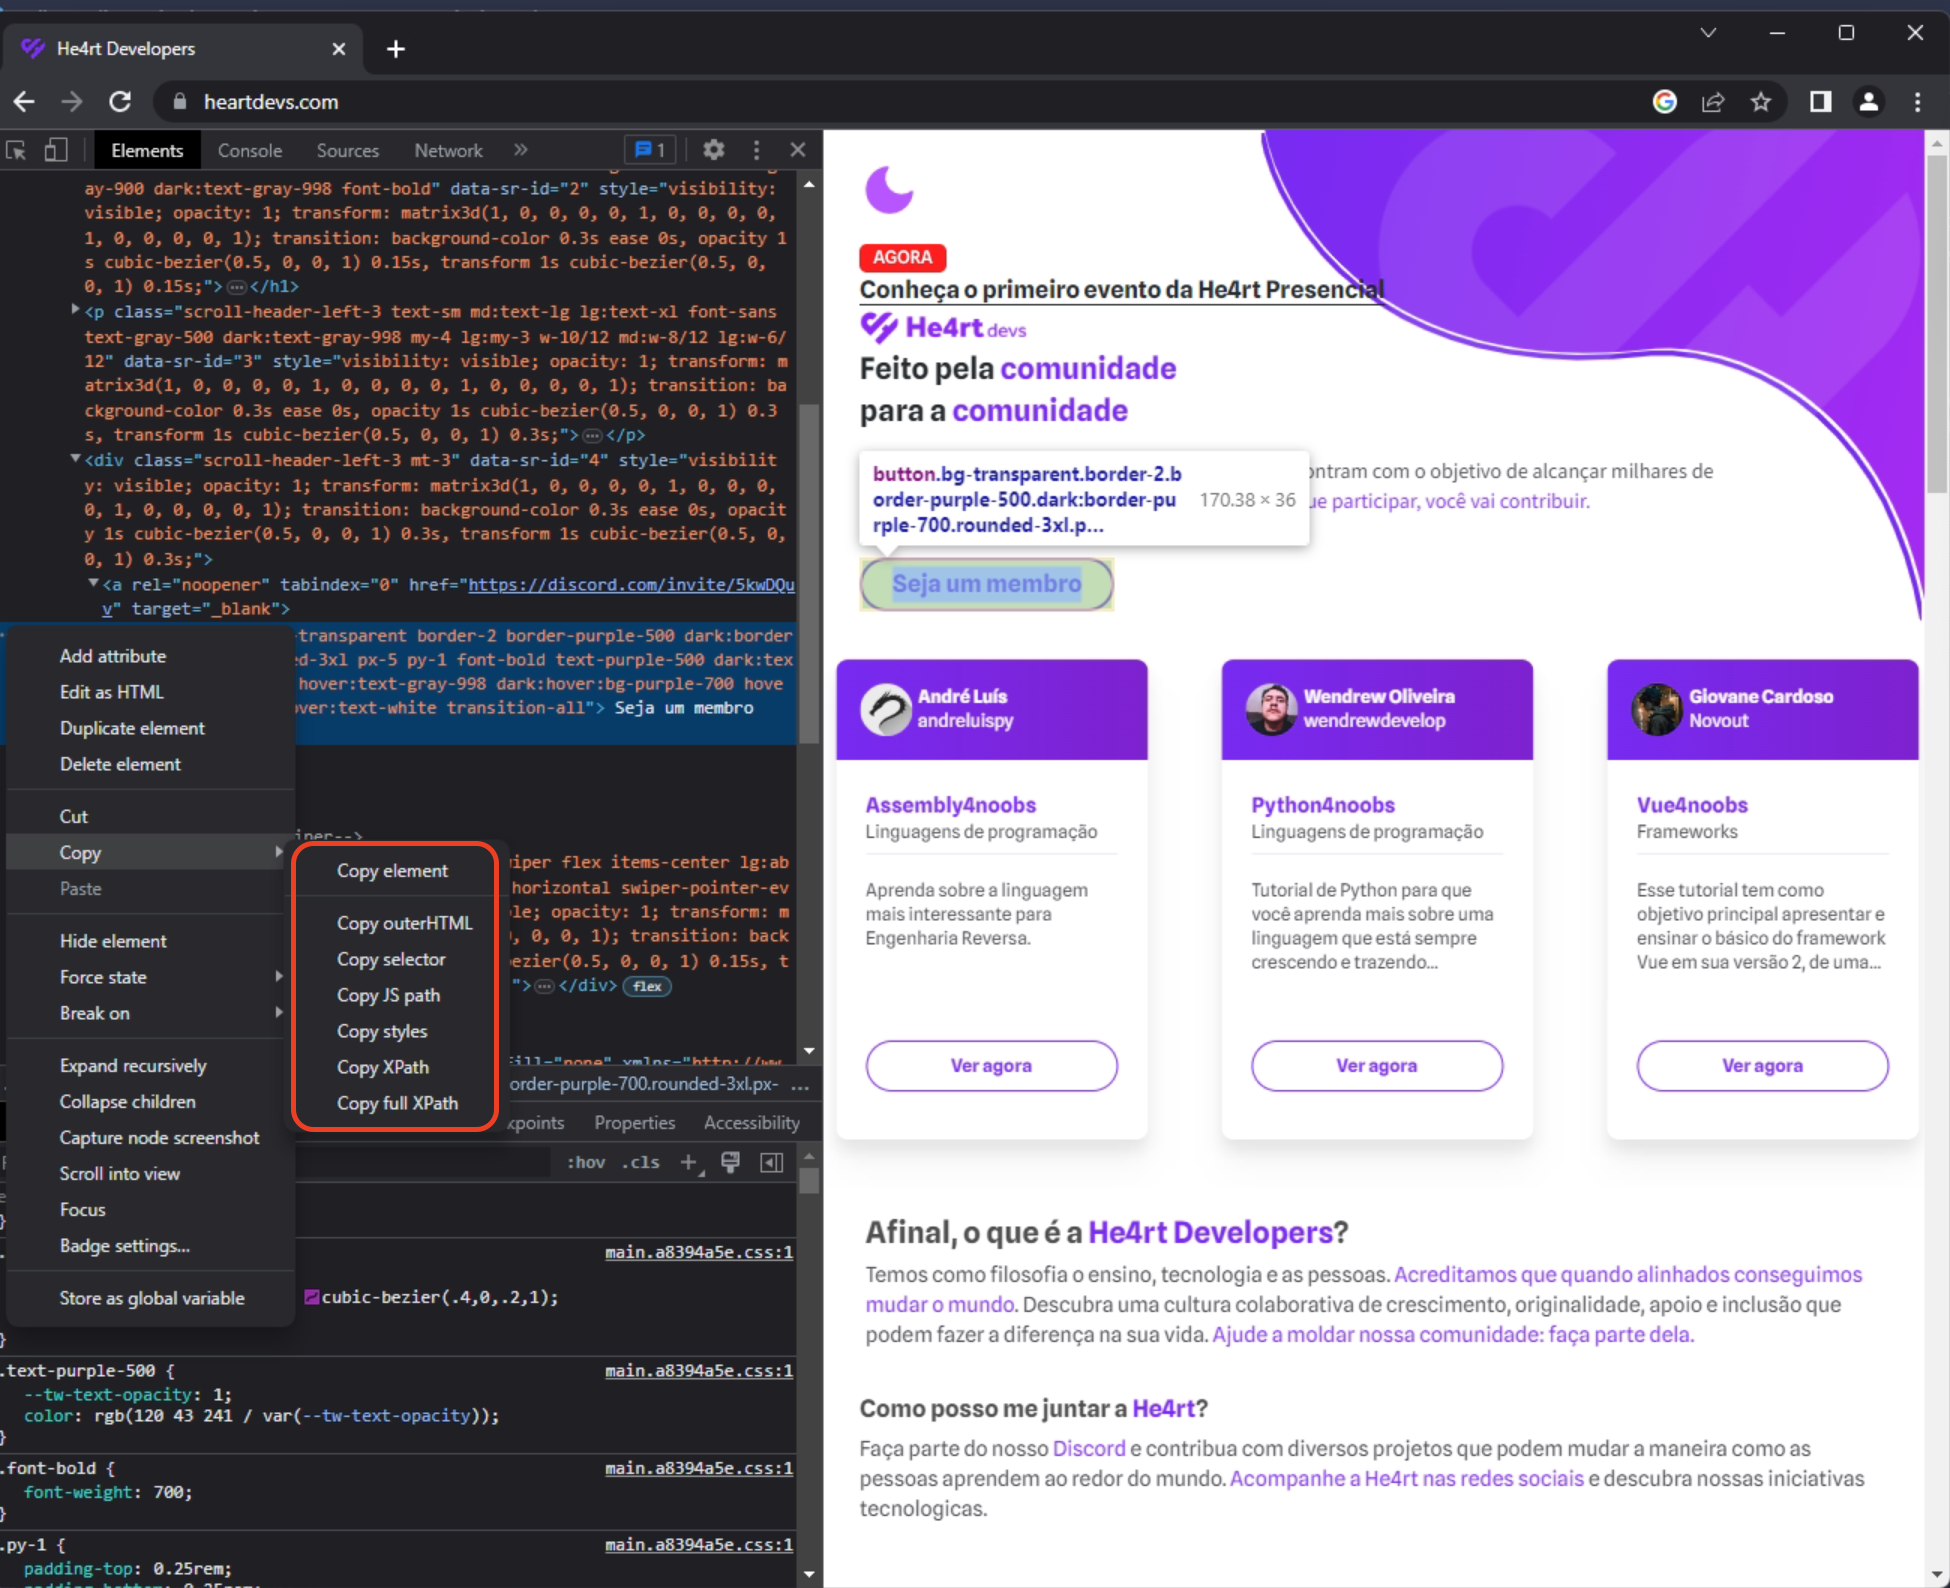 He4rt Developers
heartdevs.com
Elements
Console
Sources
Network
1
ay-900 dark:text-gray-998 font-bold" data-sr-id="2" style="visibility:
visible; opacity: 1; transform: matrix3d(1, 0, 0, 0, 0, 1, 0, 0, 0, 0,
1, 0, 0, 0, 0, 1); transition: background-color 0.3s ease 0s, opacity 1
s cubic-bezier(0.5, 0, 0, 1) 0.15s, transform 1s cubic-bezier(0.5, 0,
0, 1) 0.15s;">…</h1>
<p class="scroll-header-left-3 text-sm md:text-lg lg:text-xl font-sans
text-gray-500 dark:text-gray-998 my-4 lg:my-3 w-10/12 md:w-8/12 lg:w-6/
12" data-sr-id="3" style="visibility: visible; opacity: 1; transform: m
atrix3d(1, 0, 0, 0, 0, 1, 0, 0, 0, 0, 1, 0, 0, 0, 0, 1); transition: ba
ckground-color 0.3s ease 0s, opacity 1s cubic-bezier(0.5, 0, 0, 1) 0.3
s, transform 1s cubic-bezier(0.5, 0, 0, 1) 0.3s;">…</p>
<div class="scroll-header-left-3 mt-3" data-sr-id="4" style="visibilit
y: visible; opacity: 1; transform: matrix3d(1, 0, 0, 0, 0, 1, 0, 0, 0,
0, 1, 0, 0, 0, 0, 1); transition: background-color 0.3s ease 0s, opacit
y 1s cubic-bezier(0.5, 0, 0, 1) 0.3s, transform 1s cubic-bezier(0.5, 0,
0, 1) 0.3s;">
<a rel="noopener" tabindex="0" href="https://discord.com/invite/5kwDQu
v" target="_blank">
-transparent border-2 border-purple-500 dark:border
ed-3xl px-5 py-1 font-bold text-purple-500 dark:tex
hover:text-gray-998 dark:hover:bg-purple-700 hove
over:text-white transition-all"> Seja um membro
Add attribute
Edit as HTML
Duplicate element
Delete element
Cut
Copy
Paste
Hide element
Force state
Break on
Expand recursively
Collapse children
Capture node screenshot
Scroll into view
Focus
Badge settings...
Store as global variable
Copy element
Copy outerHTML
Copy selector
Copy JS path
Copy styles
Copy XPath
Copy full XPath
iper flex items-center lg:ab
horizontal swiper-pointer-ev
le; opacity: 1; transform: m
, 0, 0, 1); transition: back
ezier(0.5, 0, 0, 1) 0.15s, t
">…</div> flex
fill="none" xmlns="http://ww
order-purple-700.rounded-3xl.px- ...
kpoints
Properties
Accessibility
:hov .cls
main.a8394a5e.css:1
cubic-bezier(.4,0,.2,1);
}
.text-purple-500 {
main.a8394a5e.css:1
--tw-text-opacity: 1;
color: rgb(120 43 241 / var(--tw-text-opacity));
}
.font-bold {
main.a8394a5e.css:1
font-weight: 700;
}
.py-1 {
main.a8394a5e.css:1
padding-top: 0.25rem;
AGORA
Conheça o primeiro evento da He4rt Presencial
He4rt devs
Feito pela comunidade
para a comunidade
button.bg-transparent.border-2.b
order-purple-500.dark:border-pu
rple-700.rounded-3xl.p...
170.38 × 36
ontram com o objetivo de alcançar milhares de
ue participar, você vai contribuir.
Seja um membro
André Luís
andreluispy
Assembly4noobs
Linguagens de programação
Aprenda sobre a linguagem
mais interessante para
Engenharia Reversa.
Ver agora
Wendrew Oliveira
wendrewdevelop
Python4noobs
Linguagens de programação
Tutorial de Python para que
você aprenda mais sobre uma
linguagem que está sempre
crescendo e trazendo...
Ver agora
Giovane Cardoso
Novout
Vue4noobs
Frameworks
Esse tutorial tem como
objetivo principal apresentar e
ensinar o básico do framework
Vue em sua versão 2, de uma...
Ver agora
Afinal, o que é a He4rt Developers?
Temos como filosofia o ensino, tecnologia e as pessoas. Acreditamos que quando alinhados conseguimos
mudar o mundo. Descubra uma cultura colaborativa de crescimento, originalidade, apoio e inclusão que
podem fazer a diferença na sua vida. Ajude a moldar nossa comunidade: faça parte dela.
Como posso me juntar a He4rt?
Faça parte do nosso Discord e contribua com diversos projetos que podem mudar a maneira como as
pessoas aprendem ao redor do mundo. Acompanhe a He4rt nas redes sociais e descubra nossas iniciativas
tecnologicas.